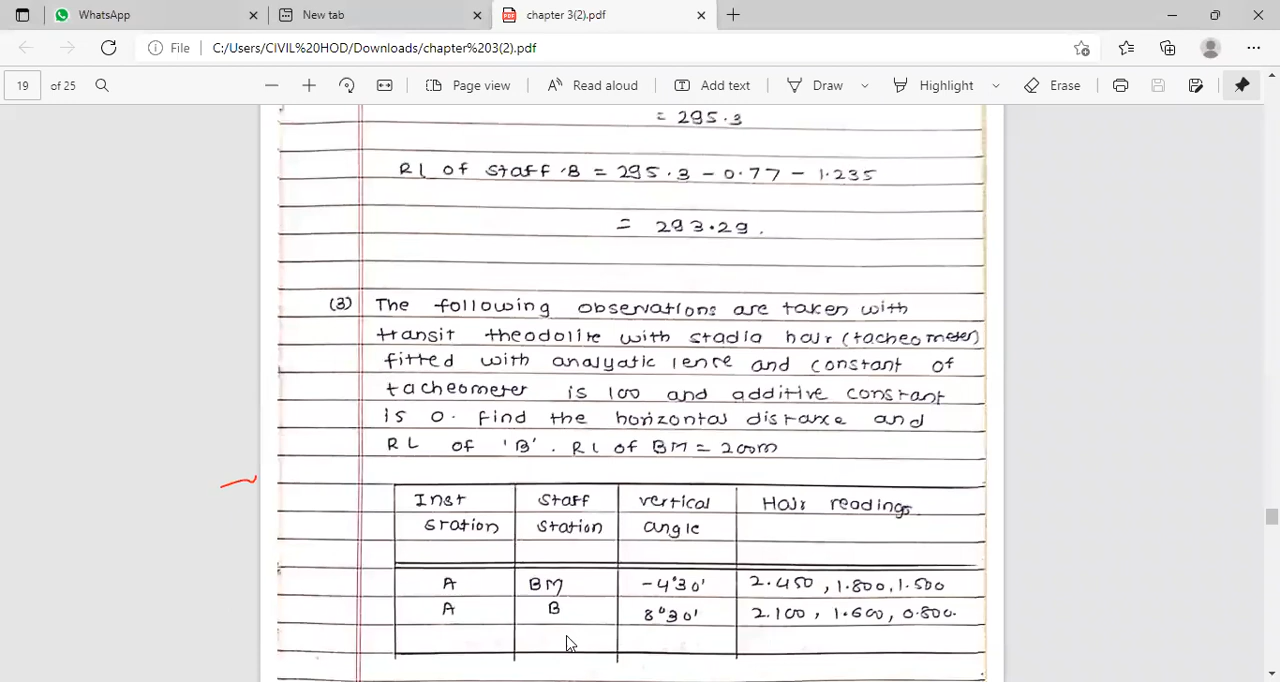 WhatsApp
New tab
chapter 3(2).pdf
File
C:/Users/CIVIL%20HOD/Downloads/chapter%203(2).pdf
19 of 25
Page view
Read aloud
Add text
Draw
Highlight
Erase
= 295.3
RL of staff B = 295.3 - 0.77 - 1.235
= 293.29.
(3) The following observations are taken with
transit theodolite with stadia hair (tacheometer)
fitted with analyatic lense and constant of
tacheometer is 100 and additive constant
is 0. Find the horizontal distance and
RL of 'B'. RL of BM = 200m
Inst station Staff station vertical angle Hair readings
A BM -4°30' 2.450, 1.800, 1.500
A B 8°30' 2.100, 1.600, 0.800.